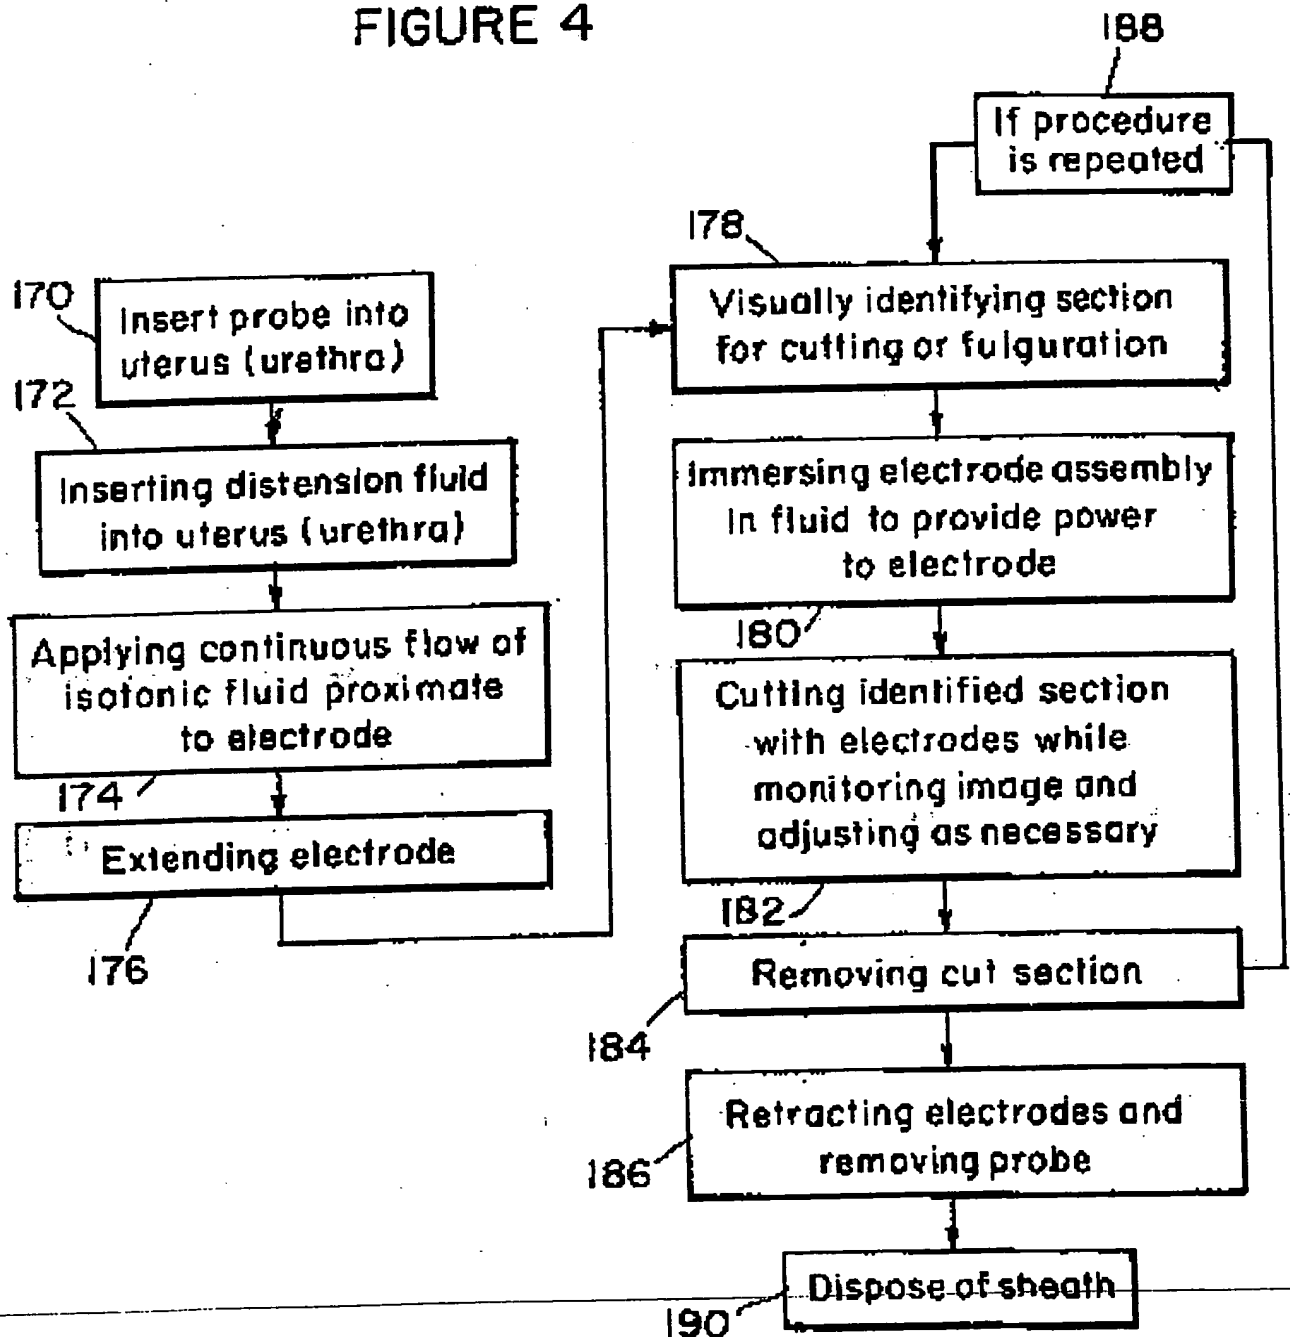 FIGURE 4
170
Insert probe into
uterus (urethra)
172
Inserting distension fluid
into uterus (urethra)
Applying continuous flow of
isotonic fluid proximate
to electrode
174
Extending electrode
176
188
If procedure
is repeated
178
Visually identifying section
for cutting or fulguration
Immersing electrode assembly
in fluid to provide power
to electrode
180
Cutting identified section
with electrodes while
monitoring image and
adjusting as necessary
182
Removing cut section
184
Retracting electrodes and
removing probe
186
Dispose of sheath
190